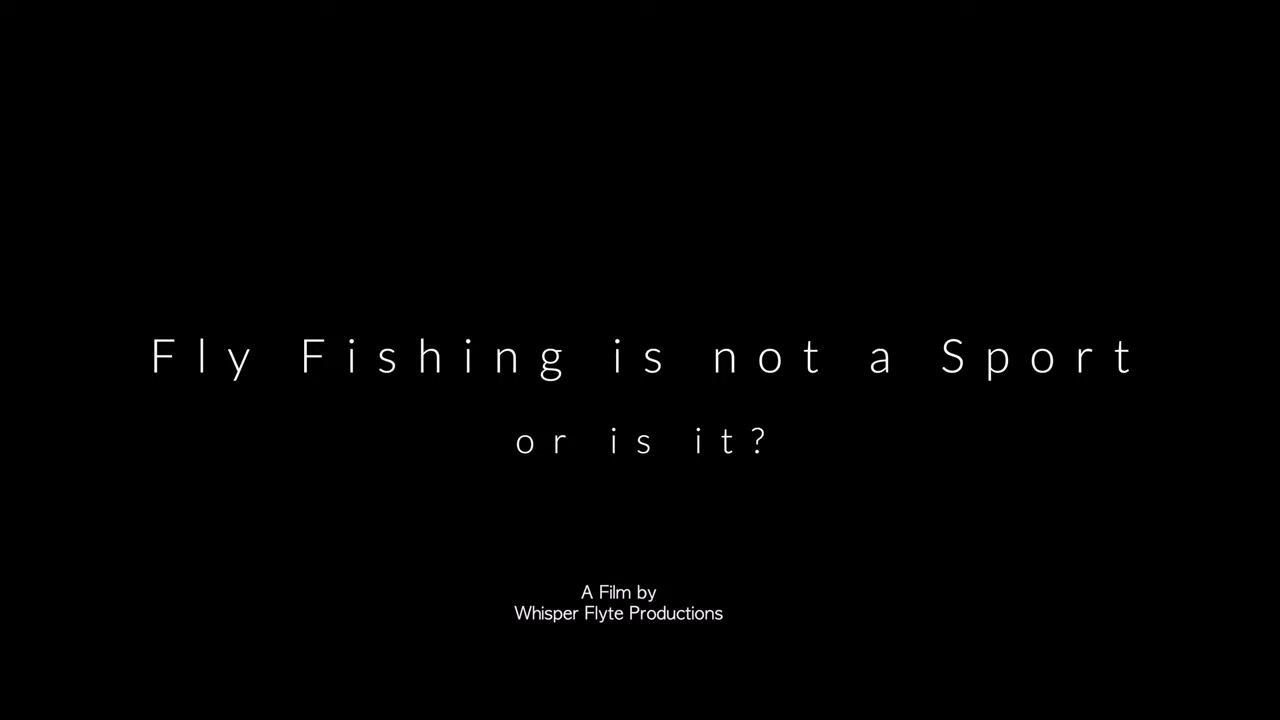 Fly Fishing is not a Sport
or is it?
A Film by
Whisper Flyte Productions